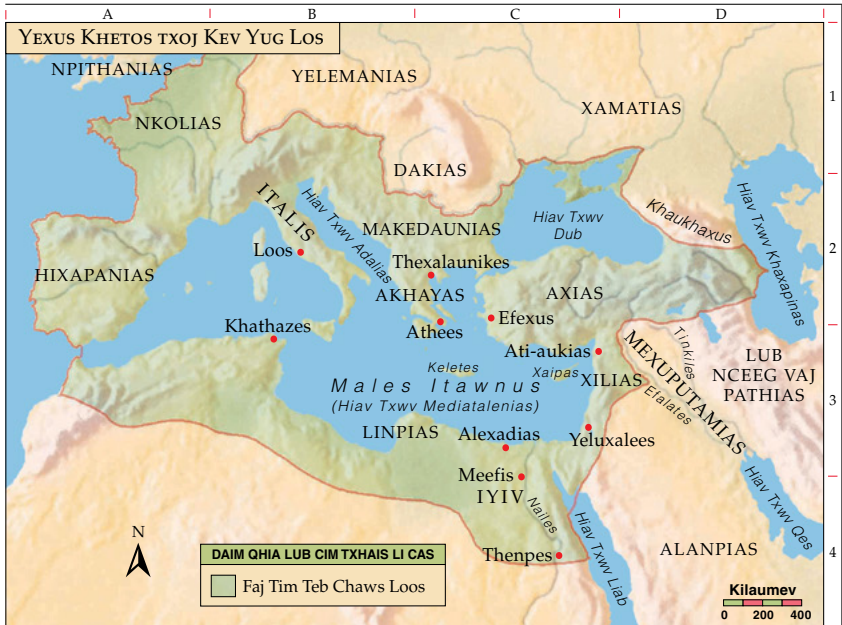 A
B
C
D
YEXUS KHETOS TXOJ KEV YUG LOS
1
2
3
4
NPITHANIAS
YELEMANIAS
XAMATIAS
NKOLIAS
DAKIAS
ITALIS
Hiav Txwv Adalias
MAKEDAUNIAS
Hiav Txwv
Dub
Khaukhaxus
Hiav Txwv Khaxapinas
HIXAPANIAS
Loos
Thexalaunikes
AKHAYAS
AXIAS
Efexus
Athees
Khathazes
Ati-aukias
Keletes
Xaipas
XILIAS
Males Itawnus
(Hiav Txwv Mediatalenias)
Tinkiles
MEXUPUTAMIAS
Efalates
LUB
NCEEG VAJ
PATHIAS
LINPIAS
Alexadias
Yeluxalees
Meefis
IYIV
Nailes
Thenpes
Hiav Txwv Liab
Hiav Txwv Qes
ALANPIAS
N
DAIM QHIA LUB CIM TXHAIS LI CAS
Faj Tim Teb Chaws Loos
Kilaumev
0 200 400